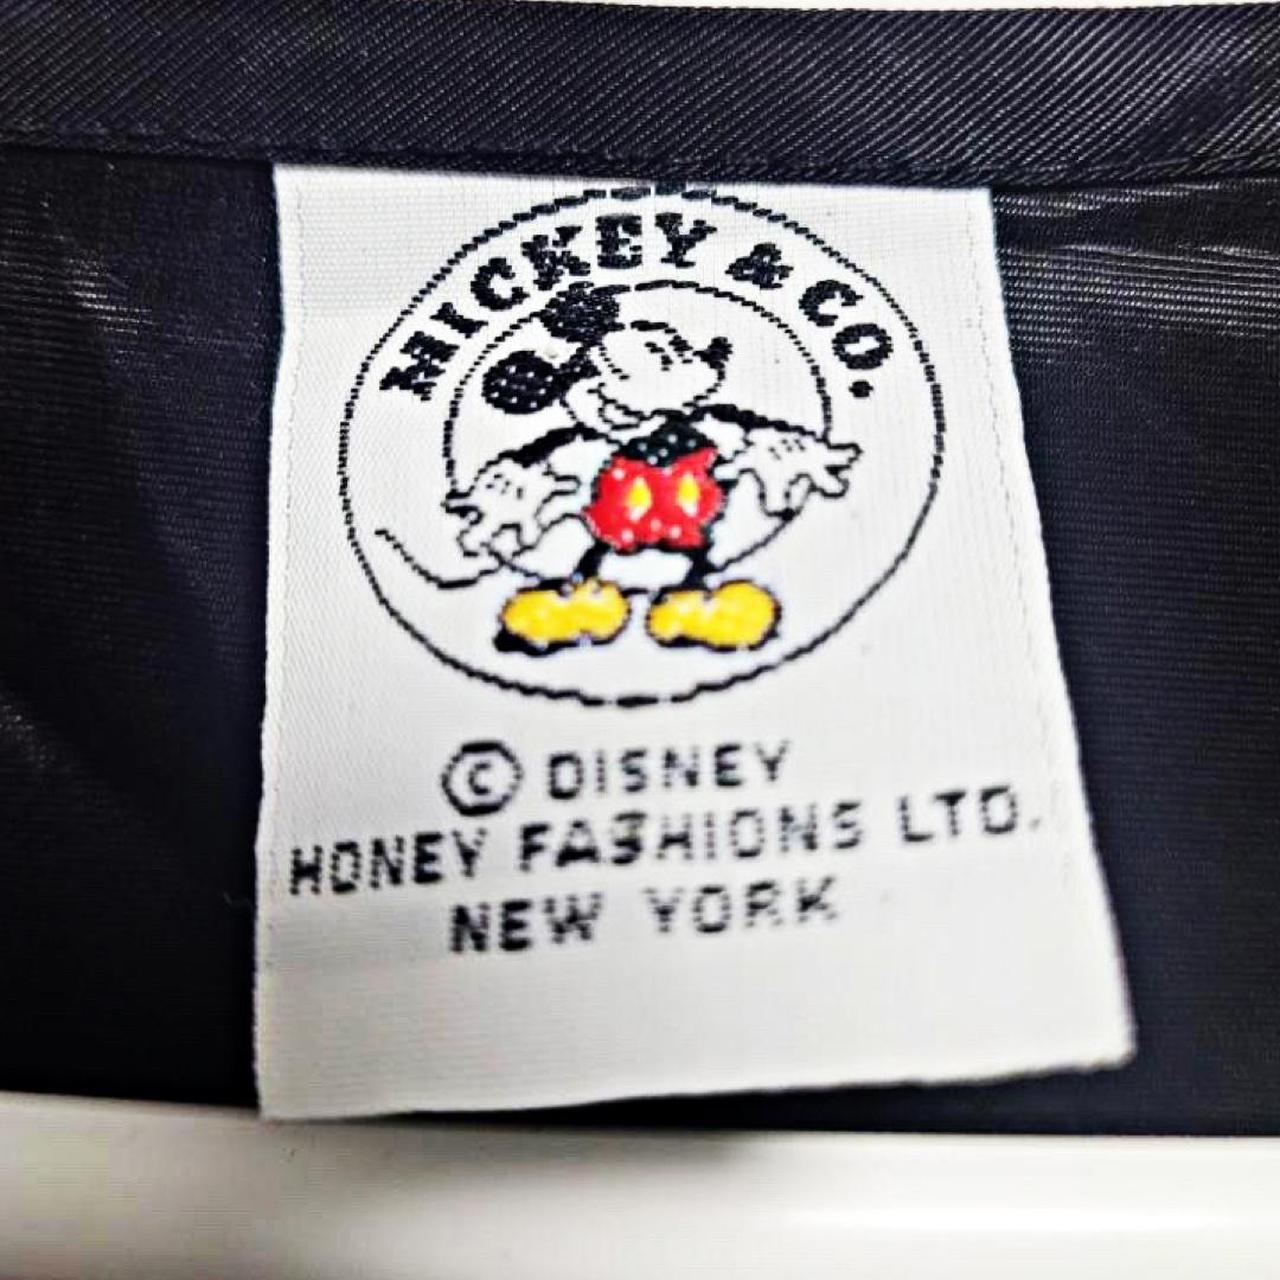 MICKEY & CO.
© DISNEY
HONEY FASHIONS LTD.
NEW YORK